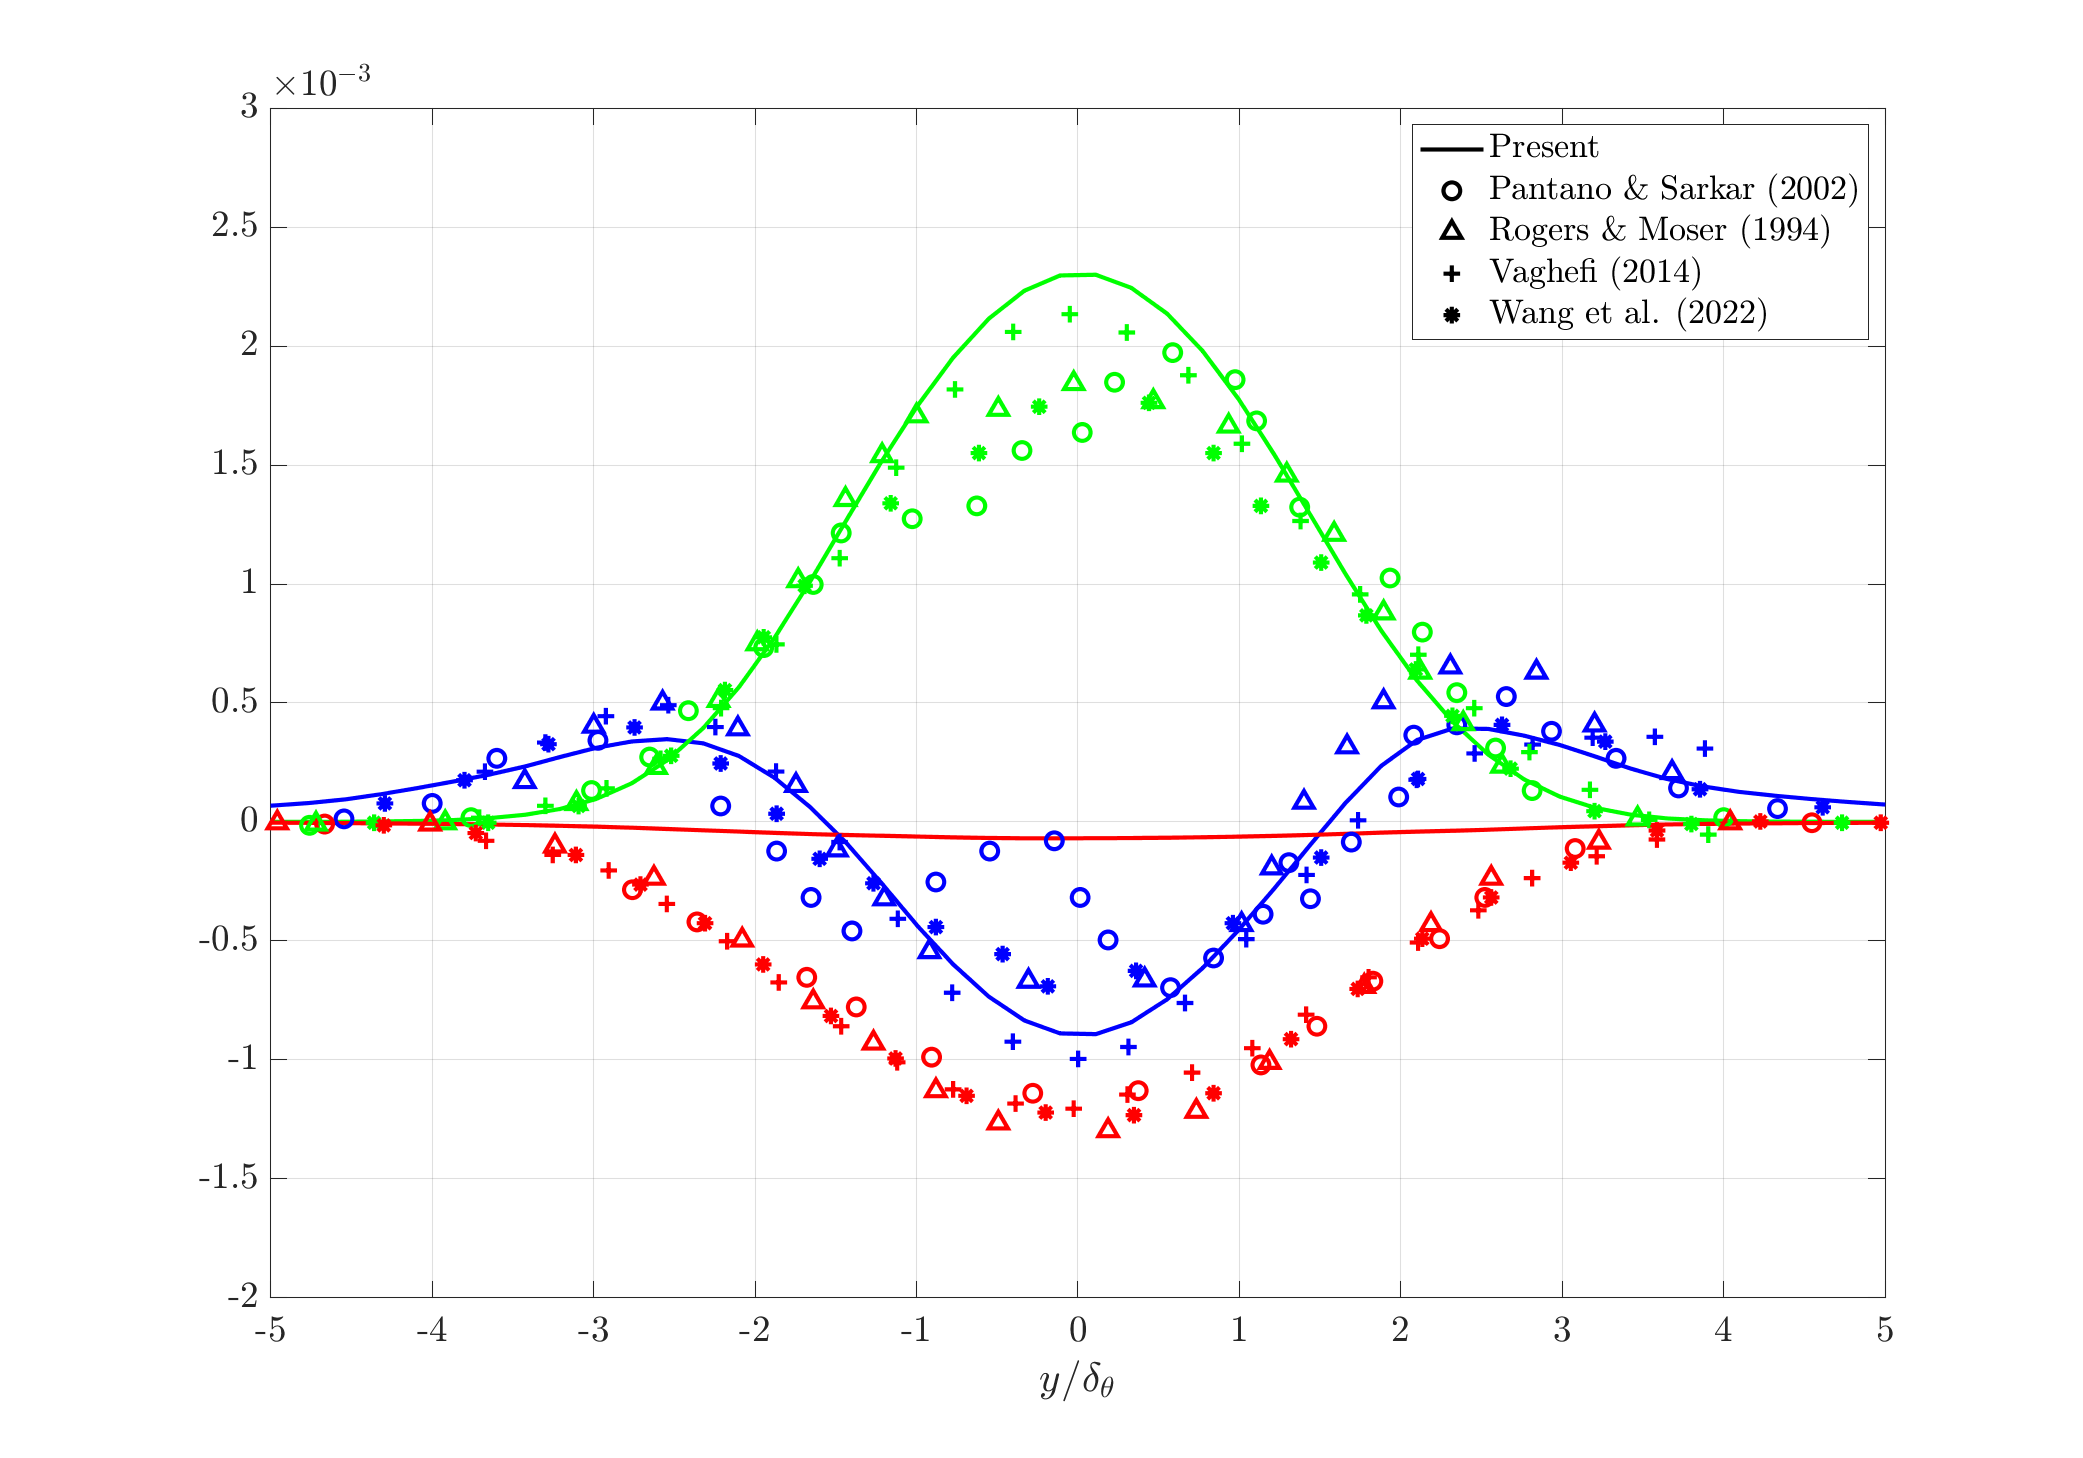 ×10⁻³
3
2.5
2
1.5
1
0.5
0
-0.5
-1
-1.5
-2
-5 -4 -3 -2 -1 0 1 2 3 4 5
y/δ_θ
Present
Pantano & Sarkar (2002)
Rogers & Moser (1994)
Vaghefi (2014)
Wang et al. (2022)